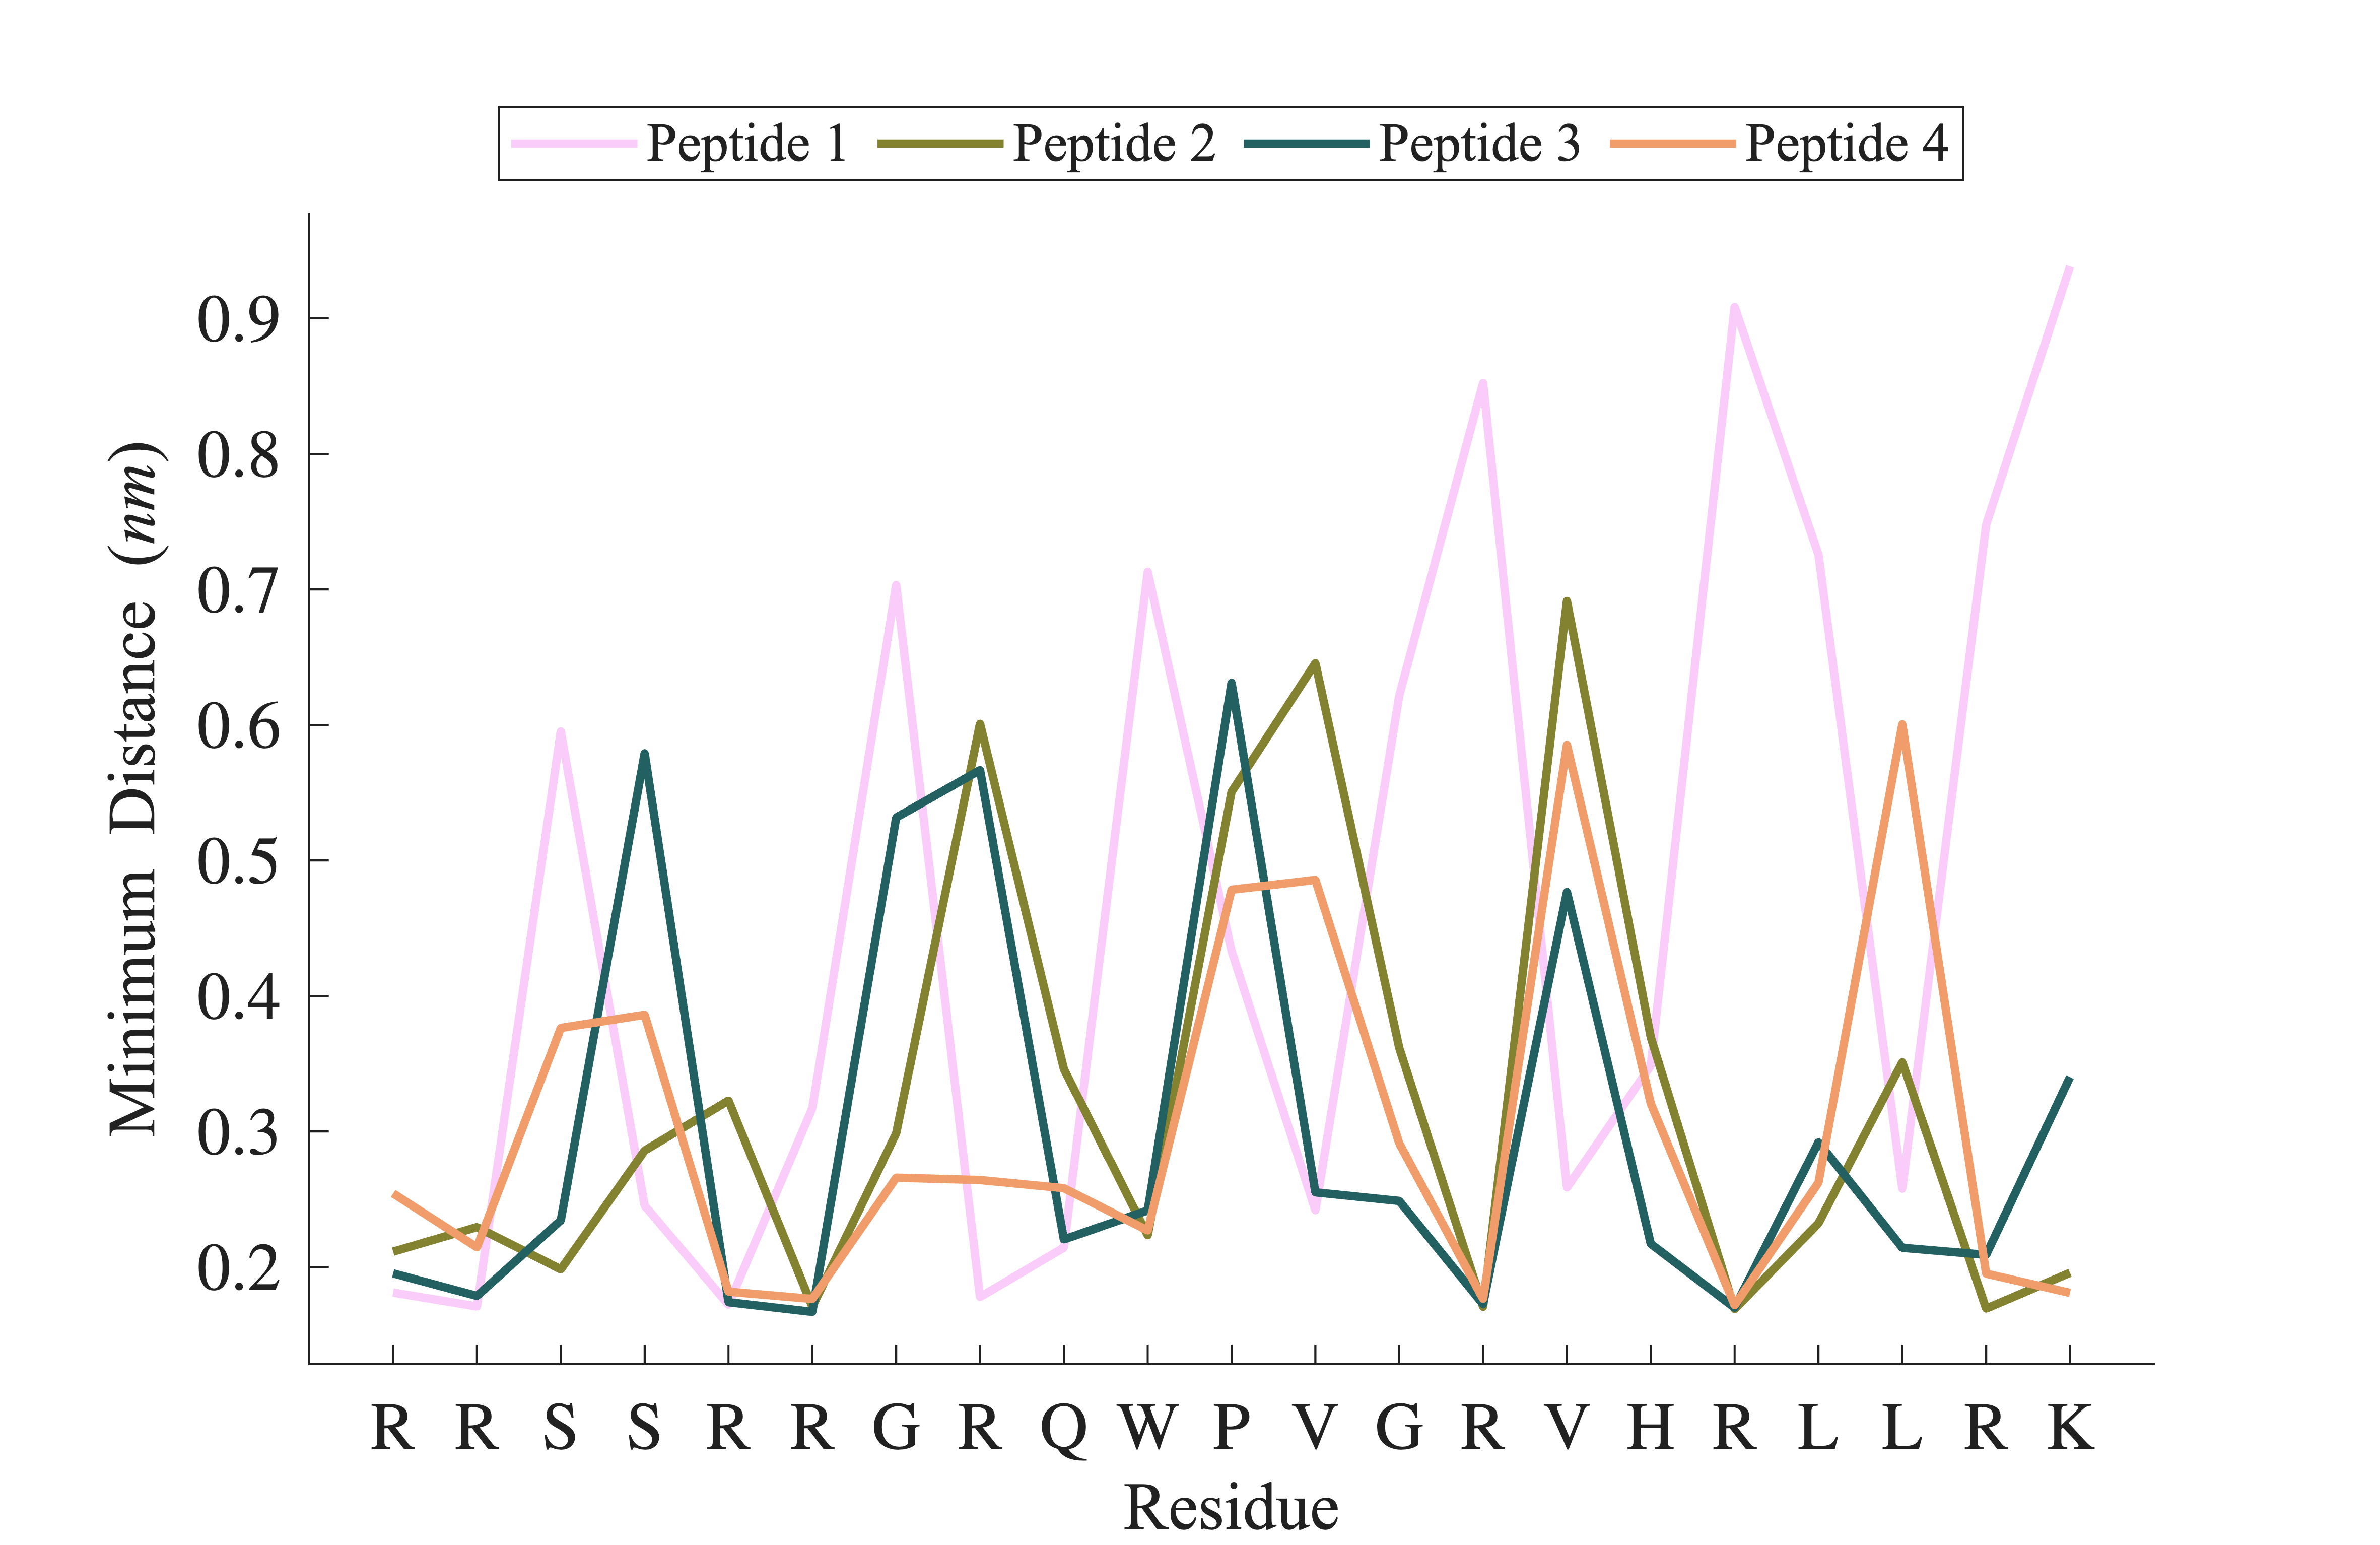 Peptide 1 Peptide 2 Peptide 3 Peptide 4
Minimum Distance (nm)
0.9
0.8
0.7
0.6
0.5
0.4
0.3
0.2
R R S S R R G R Q W P V G R V H R L L R K
Residue